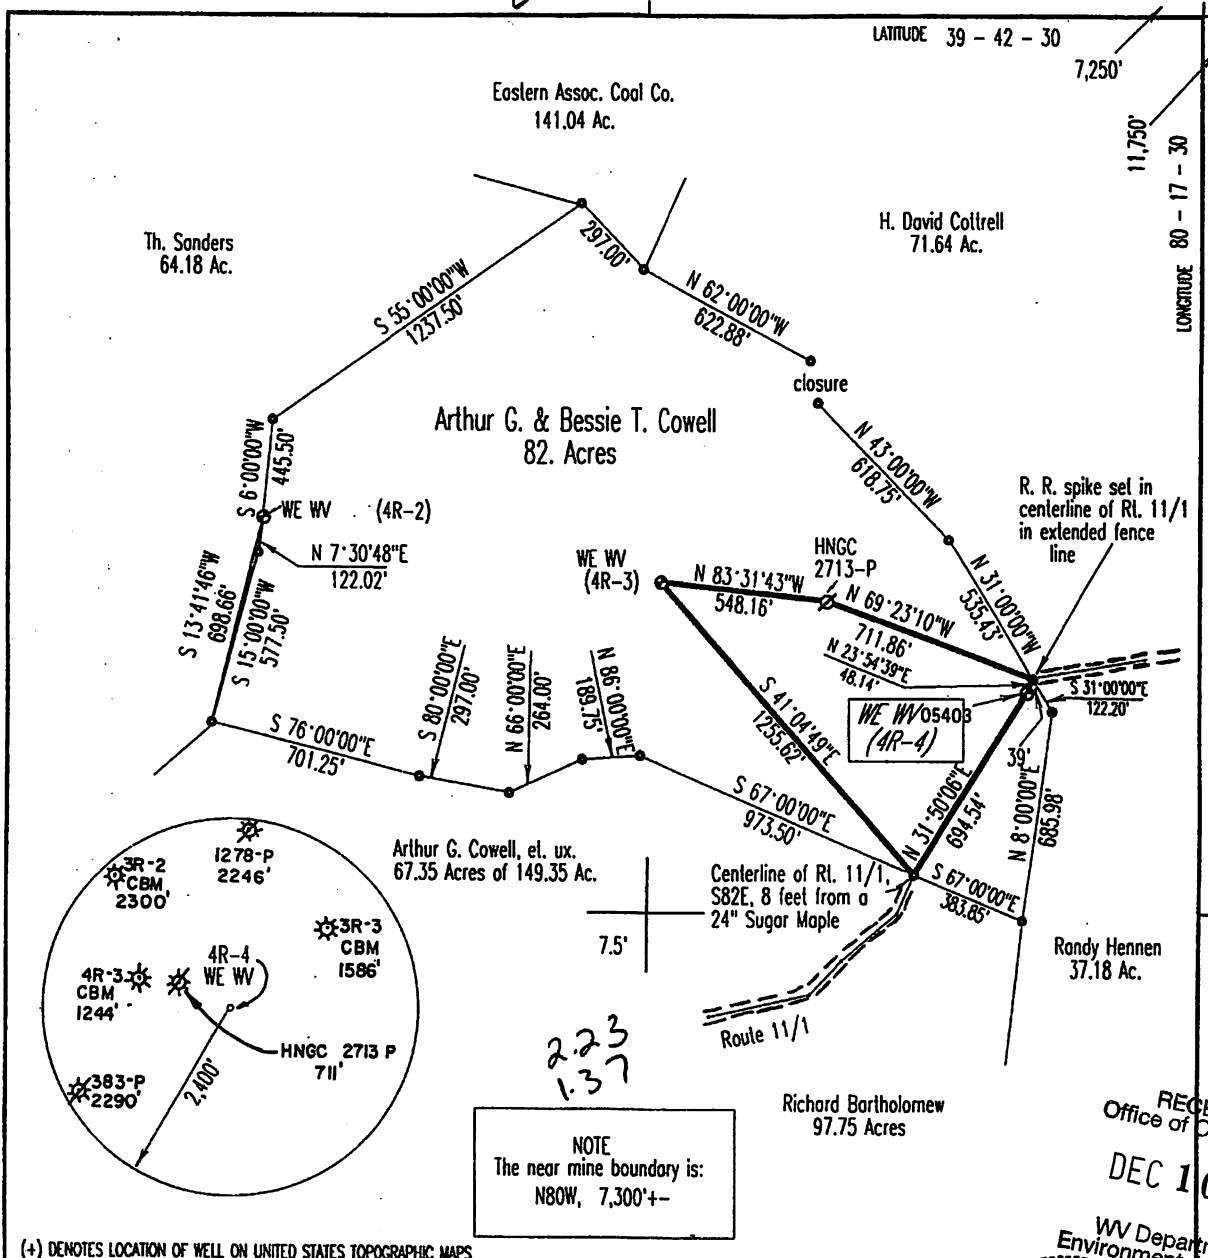 LATITUDE 39 - 42 - 30
7,250'
11,750'
LONGITUDE 80 - 17 - 30
Eastern Assoc. Coal Co.
141.04 Ac.
Th. Sanders
64.18 Ac.
H. David Cottrell
71.64 Ac.
297.00'
N 62°00'00"W
622.88'
S 55°00'00"W
1237.50'
closure
Arthur G. & Bessie T. Cowell
82. Acres
N 43°00'00"W
618.75'
S 6°00'00"W
445.50'
WE WV (4R-2)
N 7°30'48"E
122.02'
S 13°41'46"W
698.66'
S 15°00'00"W
577.50'
R. R. spike set in
centerline of Rt. 11/1
in extended fence
line
WE WV
(4R-3)
HNGC
2713-P
N 83°31'43"W
548.16'
N 69°23'10"W
711.86'
N 31°00'00"W
535.43'
N 23°54'39"E
48.14'
S 31°00'00"E
122.20'
WE WV05403
(4R-4)
39'
S 41°04'49"E
1255.62'
N 31°50'06"E
694.54'
N 8°00'00"E
685.98'
S 76°00'00"E
701.25'
S 80°00'00"E
297.00'
N 66°00'00"E
264.00'
N 86°00'00"E
189.75'
S 67°00'00"E
973.50'
S 67°00'00"E
383.85'
Arthur G. Cowell, et. ux.
67.35 Acres of 149.35 Ac.
Centerline of Rt. 11/1,
S82E, 8 feet from a
24" Sugar Maple
7.5'
Route 11/1
Randy Hennen
37.18 Ac.
1278-P
2246'
3R-2
CBM
2300'
3R-3
CBM
1586'
4R-4
WE WV
4R-3
CBM
1244'
HNGC 2713 P
711'
383-P
2290'
2,400'
2.23
1.37
Richard Bartholomew
97.75 Acres
NOTE
The near mine boundary is:
N80W, 7,300'+-
Office of
DEC 10
WV
(+) DENOTES LOCATION OF WELL ON UNITED STATES TOPOGRAPHIC MAPS